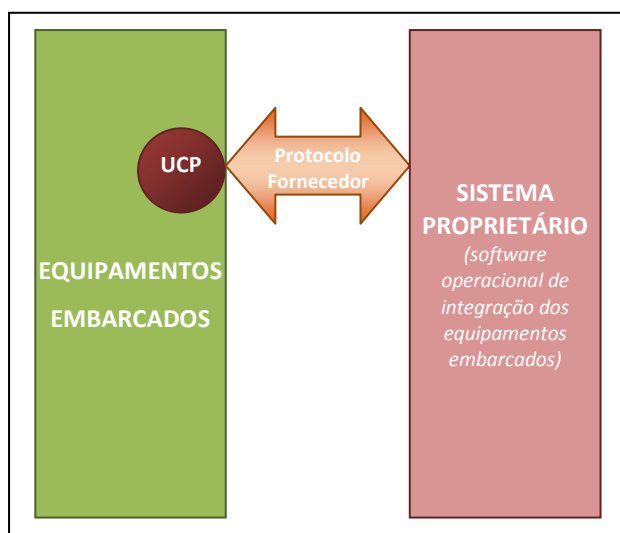 UCP
EQUIPAMENTOS
EMBARCADOS
Protocolo
Fornecedor
SISTEMA
PROPRIETÁRIO
(software
operacional de
integração dos
equipamentos
embarcados)